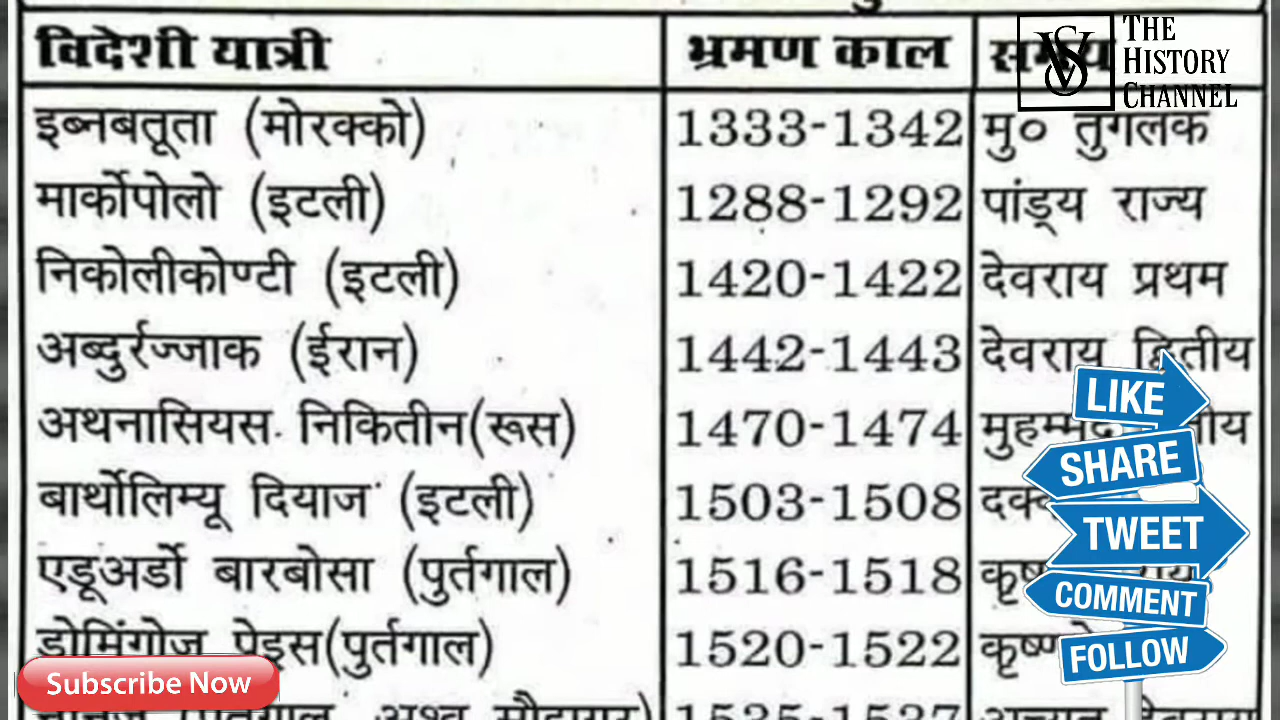 विदेशी यात्री भ्रमण काल
THE
HISTORY
CHANNEL
इब्नबतूता (मोरक्को) 1333-1342 मु० तुगलक
मार्कोपोलो (इटली) 1288-1292 पांड्य राज्य
निकोलीकोण्टी (इटली) 1420-1422 देवराय प्रथम
अब्दुर्रज्जाक (ईरान) 1442-1443 देवराय द्वितीय
अथनासियस निकितीन(रूस) 1470-1474
बार्थोलिम्यू दियाज (इटली) 1503-1508
एडूअर्डो बारबोसा (पुर्तगाल) 1516-1518
डोमिंगोज पेइस(पुर्तगाल) 1520-1522
LIKE
SHARE
TWEET
COMMENT
FOLLOW
Subscribe Now